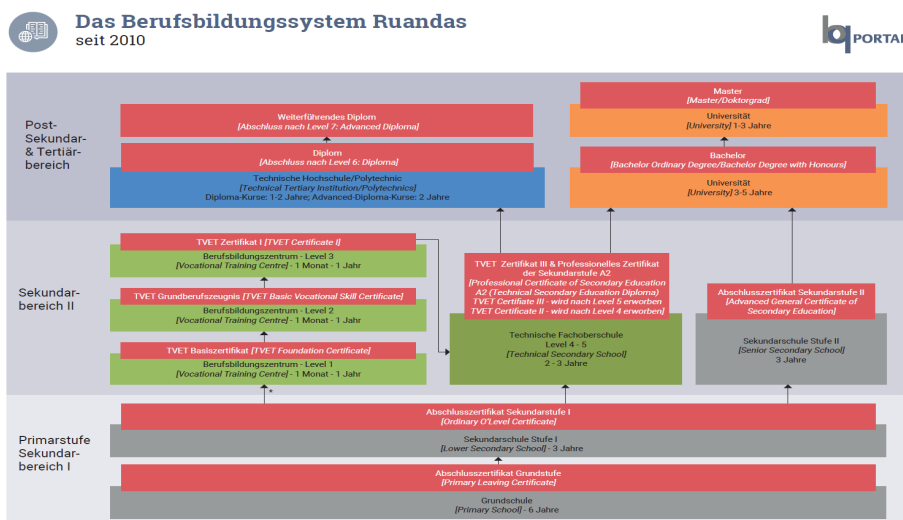 Das Berufsbildungssystem Ruandas
seit 2010
bq PORTAL
Post-
Sekundar-
& Tertiär-
bereich
Weiterführendes Diplom
[Abschluss nach Level 7: Advanced Diploma]
Diplom
[Abschluss nach Level 6: Diploma]
Technische Hochschule/Polytechnic
[Technical Tertiary Institution/Polytechnics]
Diploma-Kurse: 1-2 Jahre; Advanced-Diploma-Kurse: 2 Jahre
Master
[Master/Doktorgrad]
Universität
[University] 1-3 Jahre
Bachelor
[Bachelor Ordinary Degree/Bachelor Degree with Honours]
Universität
[University] 3-5 Jahre
Sekundar-
bereich II
TVET Zertifikat I [TVET Certificate I]
Berufsbildungszentrum - Level 3
[Vocational Training Centre] - 1 Monat - 1 Jahr
TVET Grundberufszeugnis [TVET Basic Vocational Skill Certificate]
Berufsbildungszentrum - Level 2
[Vocational Training Centre] - 1 Monat - 1 Jahr
TVET Basiszertifikat [TVET Foundation Certificate]
Berufsbildungszentrum - Level 1
[Vocational Training Centre] - 1 Monat - 1 Jahr
*
TVET Zertifikat III & Professionelles Zertifikat
der Sekundarstufe A2
[Professional Certificate of Secondary Education
A2 (Technical Secondary Education Diploma)
TVET Certifiate III - wird nach Level 5 erworben
TVET Certificate II - wird nach Level 4 erworben]
Technische Fachoberschule
Level 4 - 5
[Technical Secondary School]
2 - 3 Jahre
Abschlusszertifikat Sekundarstufe II
[Advanced General Certificate of
Secondary Education]
Sekundarschule Stufe II
[Senior Secondary School]
3 Jahre
Primarstufe
Sekundar-
bereich I
Abschlusszertifikat Sekundarstufe I
[Ordinary O'Level Certificate]
Sekundarschule Stufe I
[Lower Secondary School] - 3 Jahre
Abschlusszertifikat Grundstufe
[Primary Leaving Certificate]
Grundschule
[Primary School] - 6 Jahre